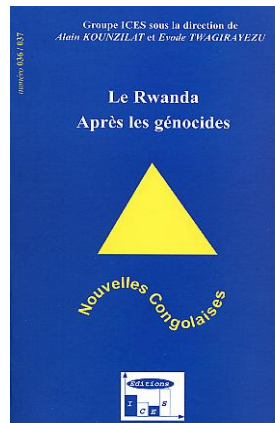 Groupe ICES sous la direction de
Alain KOUNZILAT et Evode TWAGIRAYEZU
numéro 036 / 037
Le Rwanda
Après les génocides
Nouvelles Congolaises
Editions
I C E S